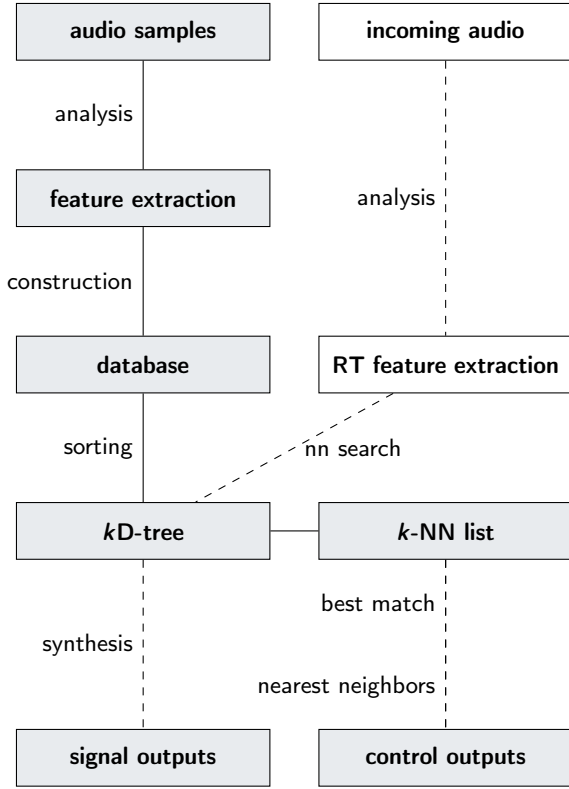 audio samples
incoming audio
analysis
feature extraction
analysis
construction
database
RT feature extraction
sorting
nn search
kD-tree
k-NN list
best match
synthesis
nearest neighbors
signal outputs
control outputs